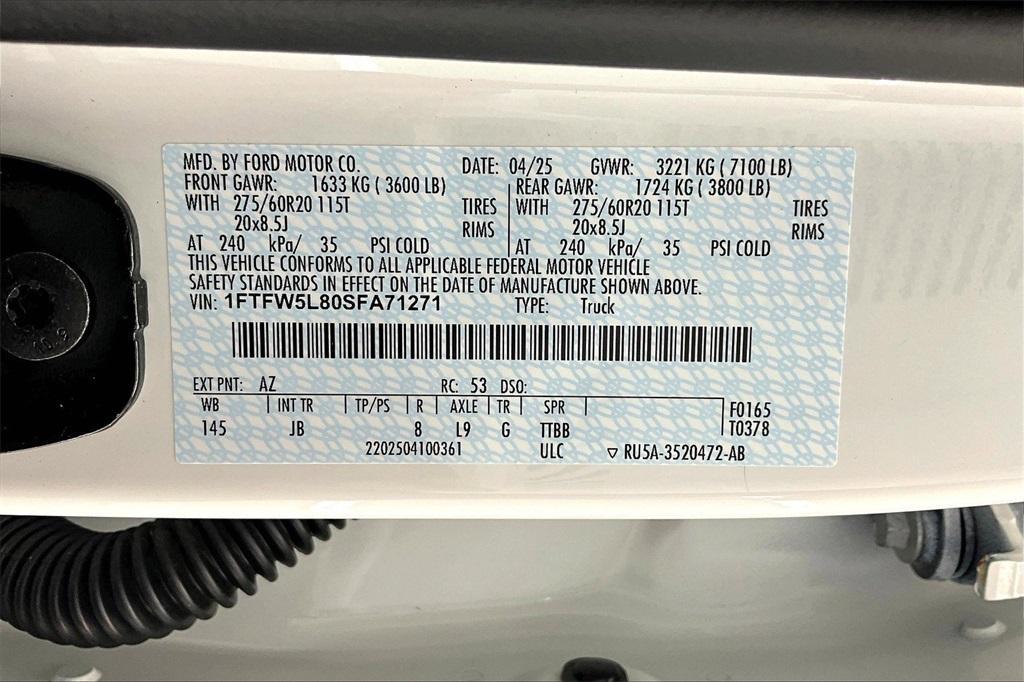 MFD. BY FORD MOTOR CO. DATE: 04/25 GVWR: 3221 KG ( 7100 LB)
FRONT GAWR: 1633 KG ( 3600 LB) REAR GAWR: 1724 KG ( 3800 LB)
WITH 275/60R20 115T TIRES WITH 275/60R20 115T TIRES
20x8.5J RIMS 20x8.5J RIMS
AT 240 kPa/ 35 PSI COLD AT 240 kPa/ 35 PSI COLD
THIS VEHICLE CONFORMS TO ALL APPLICABLE FEDERAL MOTOR VEHICLE
SAFETY STANDARDS IN EFFECT ON THE DATE OF MANUFACTURE SHOWN ABOVE.
VIN: 1FTFW5L80SFA71271 TYPE: Truck
EXT PNT: AZ RC: 53 DSO:
WB INT TR TP/PS R AXLE TR SPR F0165
145 JB 8 L9 G TTBB T0378
2202504100361 ULC ▽ RU5A-3520472-AB
10.9